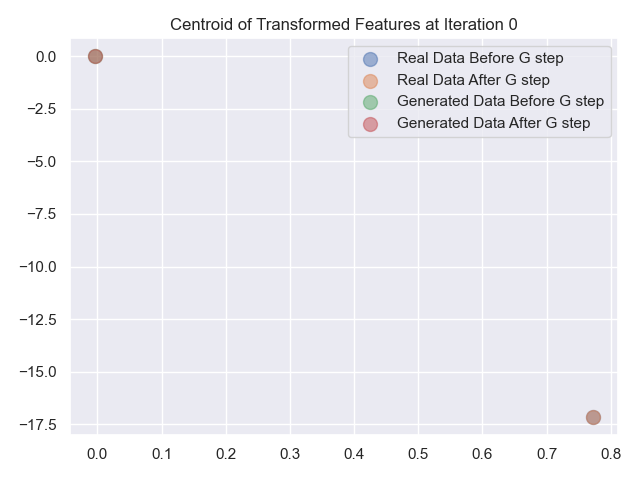 Centroid of Transformed Features at Iteration 0
Real Data Before G step
Real Data After G step
Generated Data Before G step
Generated Data After G step
0.0
−2.5
−5.0
−7.5
−10.0
−12.5
−15.0
−17.5
0.0 0.1 0.2 0.3 0.4 0.5 0.6 0.7 0.8